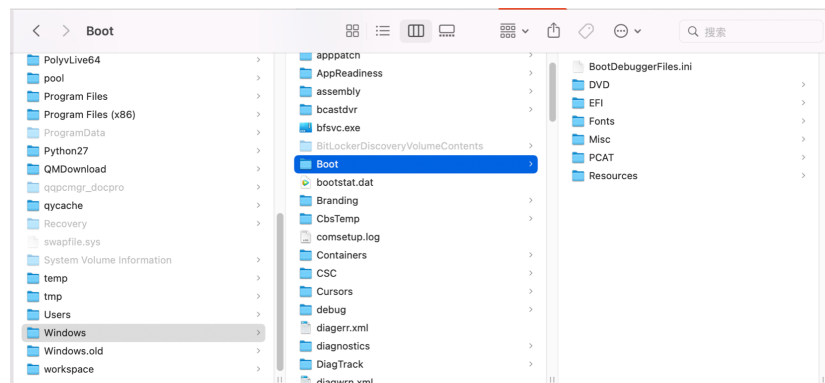 Boot
搜索
PolyvLive64
pool
Program Files
Program Files (x86)
ProgramData
Python27
QMDownload
qqpcmgr_docpro
qycache
Recovery
swapfile.sys
System Volume Information
temp
tmp
Users
Windows
Windows.old
workspace
apppatch
AppReadiness
assembly
bcastdvr
bfsvc.exe
BitLockerDiscoveryVolumeContents
Boot
bootstat.dat
Branding
CbsTemp
comsetup.log
Containers
CSC
Cursors
debug
diagerr.xml
diagnostics
DiagTrack
diagwrn.xml
BootDebuggerFiles.ini
DVD
EFI
Fonts
Misc
PCAT
Resources